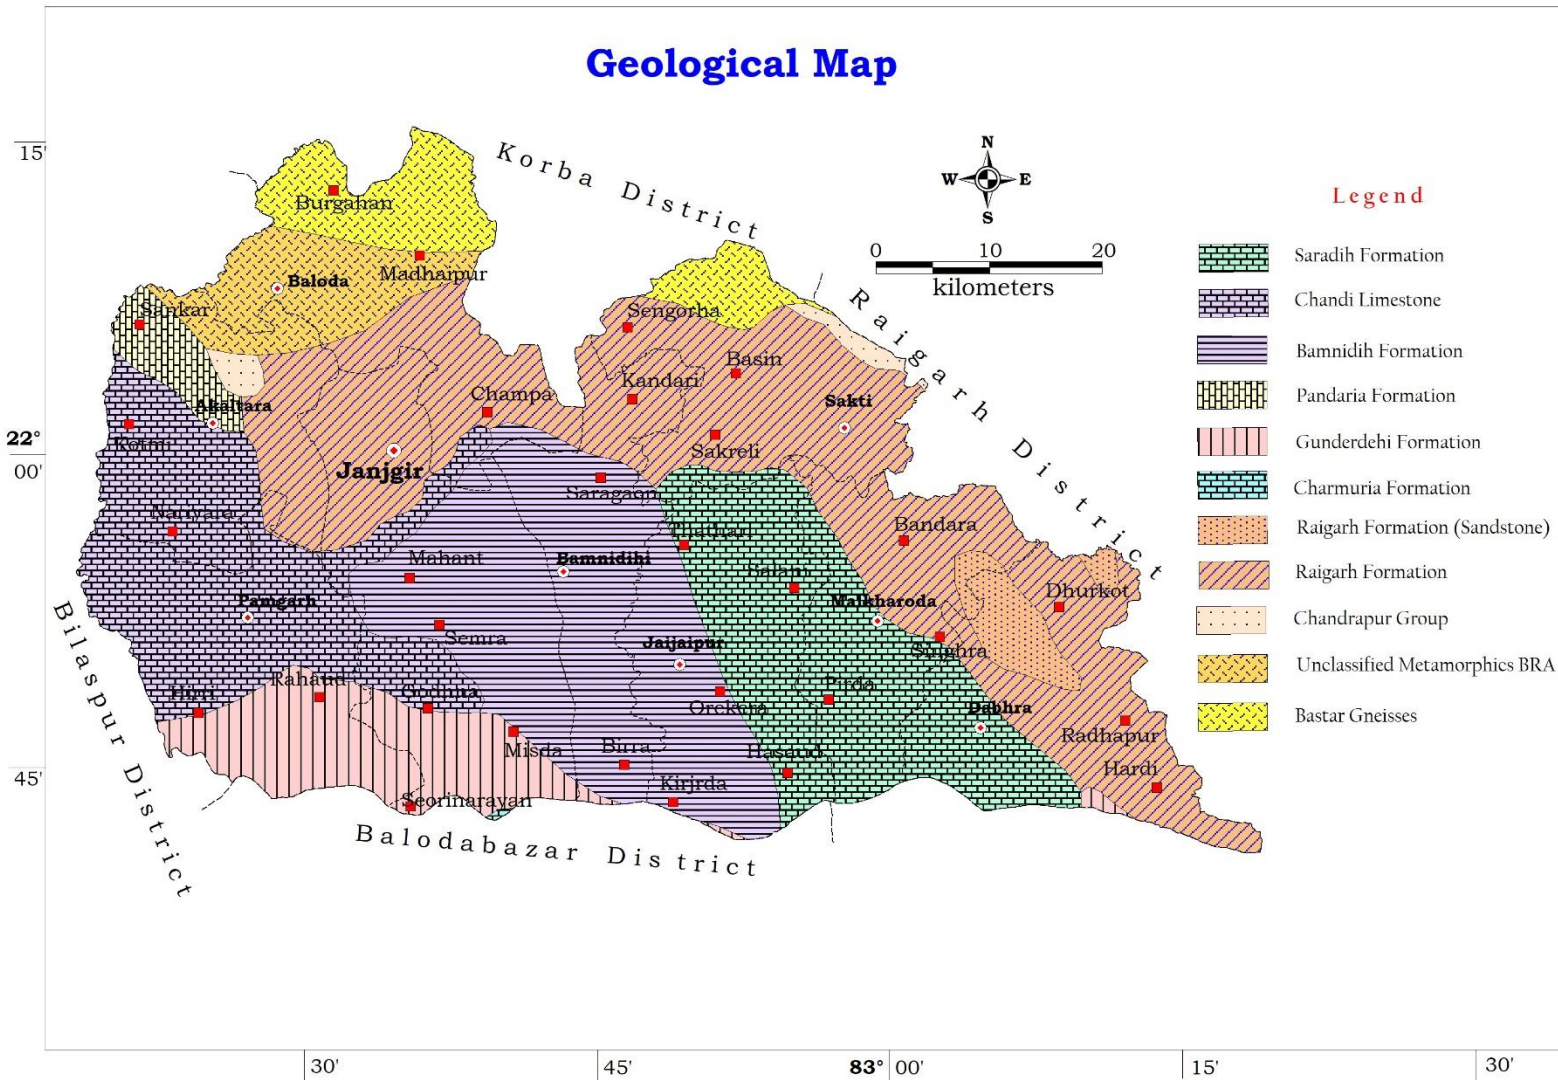 Geological Map
15'
Korba District
N
W E
S
0 10 20
kilometers
Legend
Saradih Formation
Chandi Limestone
Bamnidih Formation
Pandaria Formation
Gunderdehi Formation
Charmuria Formation
Raigarh Formation (Sandstone)
Raigarh Formation
Chandrapur Group
Unclassified Metamorphics BRA
Bastar Gneisses
Burgahan
Madhaipur
Baloda
Sankar
Sengorha
Raigarh District
Basin
Kandari
Champa
Sakti
Akaltara
22°
00'
Kotmi
Janjgir
Sakreli
Saragaon
Nariyara
Bandara
Thathari
Mahant
Bamnidihi
Salani
Dhurkot
Pamgarh
Malkharoda
Semra
Jaijaipur
Singhra
Bilaspur District
Rahaud
Hirri
Godhna
Pirda
Orekera
Dabhra
Radhapur
Misda
Birra
Hasaud
Hardi
45'
Kirjrda
Seorinarayan
Balodabazar District
30' 45' 83° 00' 15' 30'